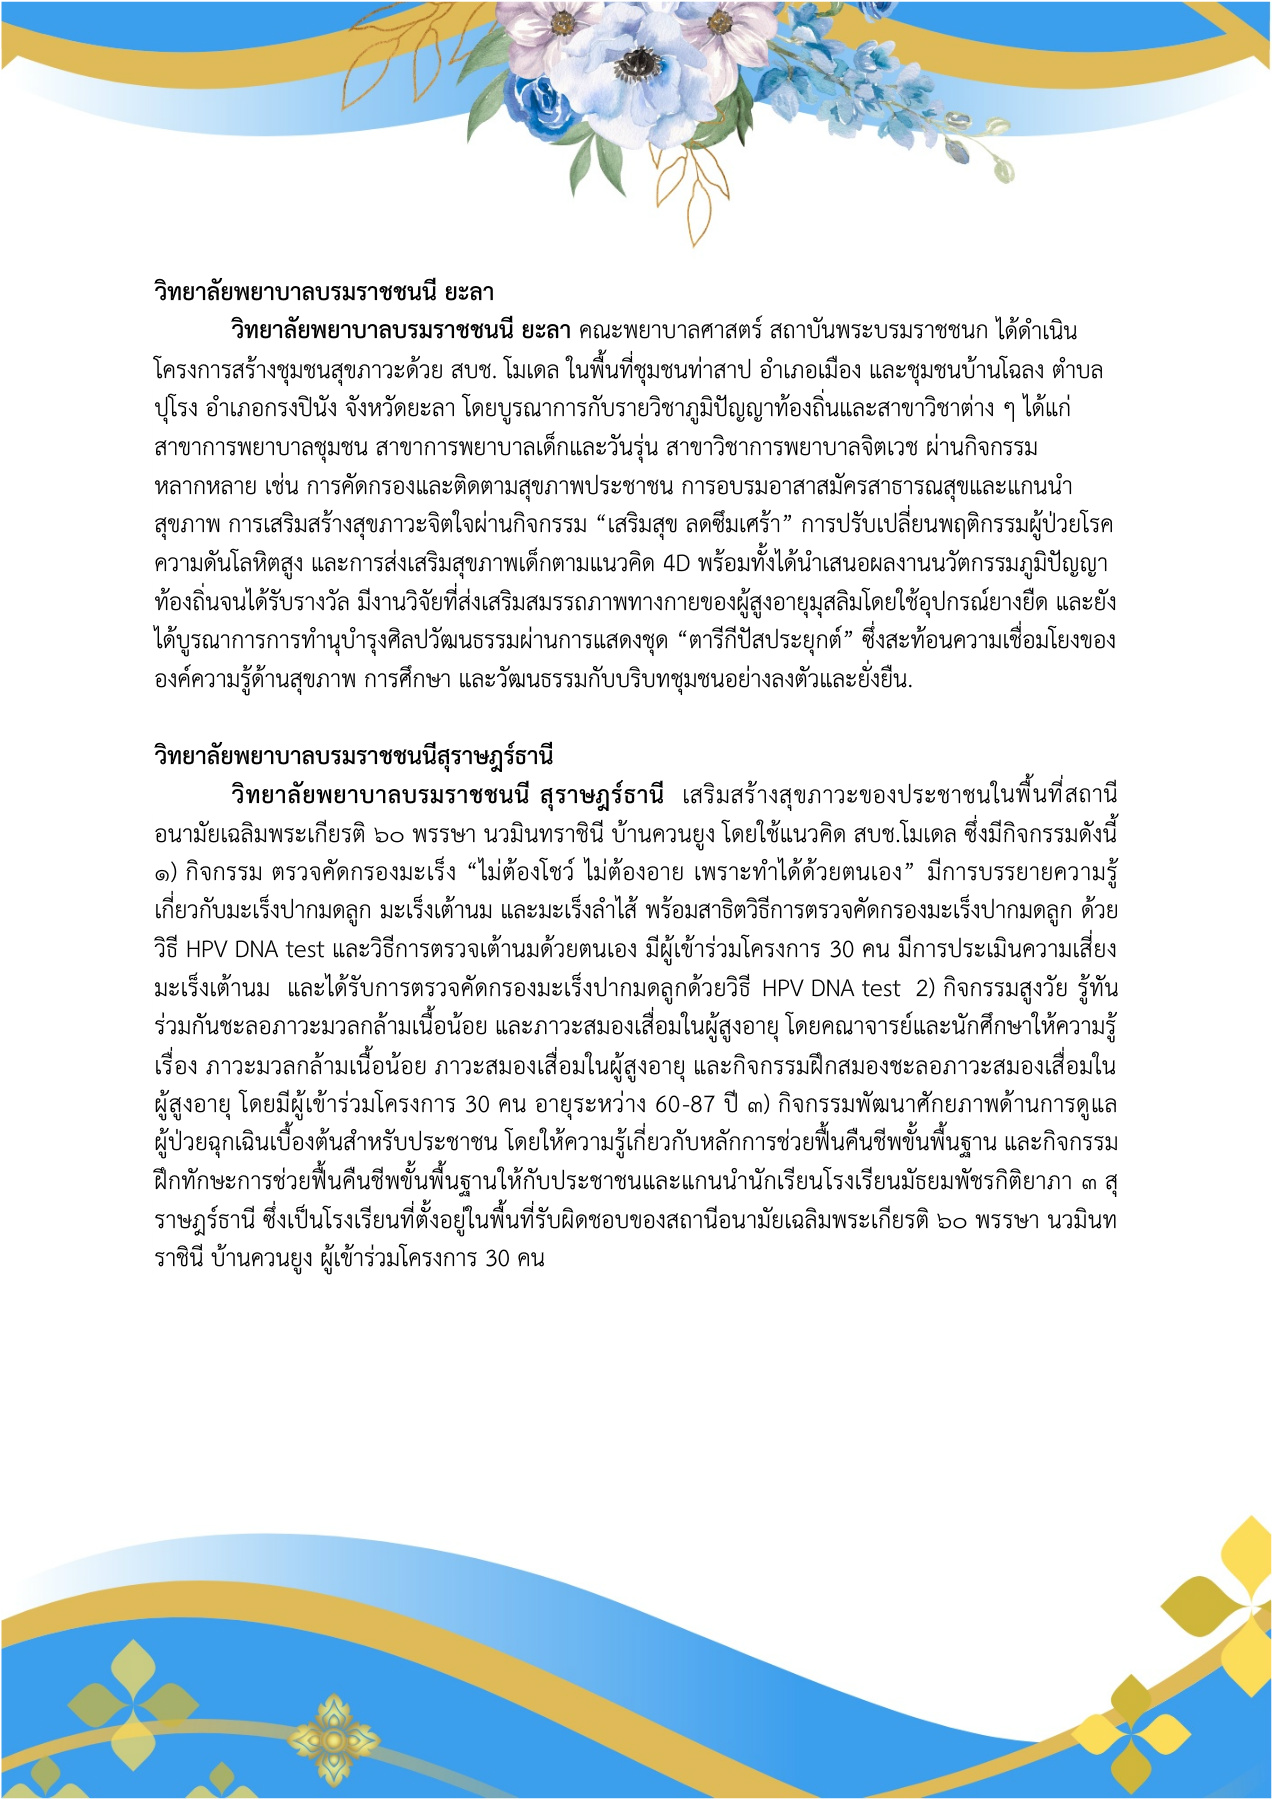 วิทยาลัยพยาบาลบรมราชชนนี ยะลา
วิทยาลัยพยาบาลบรมราชชนนี ยะลา คณะพยาบาลศาสตร์ สถาบันพระบรมราชชนก ได้ดำเนิน
โครงการสร้างชุมชนสุขภาวะด้วย สบช. โมเดล ในพื้นที่ชุมชนท่าสาป อำเภอเมือง และชุมชนบ้านโฉลง ตำบล
ปุโรง อำเภอกรงปินัง จังหวัดยะลา โดยบูรณาการกับรายวิชาภูมิปัญญาท้องถิ่นและสาขาวิชาต่าง ๆ ได้แก่
สาขาการพยาบาลชุมชน สาขาการพยาบาลเด็กและวันรุ่น สาขาวิชาการพยาบาลจิตเวช ผ่านกิจกรรม
หลากหลาย เช่น การคัดกรองและติดตามสุขภาพประชาชน การอบรมอาสาสมัครสาธารณสุขและแกนนำ
สุขภาพ การเสริมสร้างสุขภาวะจิตใจผ่านกิจกรรม “เสริมสุข ลดซึมเศร้า” การปรับเปลี่ยนพฤติกรรมผู้ป่วยโรค
ความดันโลหิตสูง และการส่งเสริมสุขภาพเด็กตามแนวคิด 4D พร้อมทั้งได้นำเสนอผลงานนวัตกรรมภูมิปัญญา
ท้องถิ่นจนได้รับรางวัล มีงานวิจัยที่ส่งเสริมสมรรถภาพทางกายของผู้สูงอายุมุสลิมโดยใช้อุปกรณ์ยางยืด และยัง
ได้บูรณาการการทำนุบำรุงศิลปวัฒนธรรมผ่านการแสดงชุด “ตารีกีปัสประยุกต์” ซึ่งสะท้อนความเชื่อมโยงของ
องค์ความรู้ด้านสุขภาพ การศึกษา และวัฒนธรรมกับบริบทชุมชนอย่างลงตัวและยั่งยืน.
วิทยาลัยพยาบาลบรมราชชนนีสุราษฎร์ธานี
วิทยาลัยพยาบาลบรมราชชนนี สุราษฎร์ธานี เสริมสร้างสุขภาวะของประชาชนในพื้นที่สถานี
อนามัยเฉลิมพระเกียรติ ๖๐ พรรษา นวมินทราชินี บ้านควนยูง โดยใช้แนวคิด สบช.โมเดล ซึ่งมีกิจกรรมดังนี้
๑) กิจกรรม ตรวจคัดกรองมะเร็ง “ไม่ต้องโชว์ ไม่ต้องอาย เพราะทำได้ด้วยตนเอง” มีการบรรยายความรู้
เกี่ยวกับมะเร็งปากมดลูก มะเร็งเต้านม และมะเร็งลำไส้ พร้อมสาธิตวิธีการตรวจคัดกรองมะเร็งปากมดลูก ด้วย
วิธี HPV DNA test และวิธีการตรวจเต้านมด้วยตนเอง มีผู้เข้าร่วมโครงการ 30 คน มีการประเมินความเสี่ยง
มะเร็งเต้านม และได้รับการตรวจคัดกรองมะเร็งปากมดลูกด้วยวิธี HPV DNA test 2) กิจกรรมสูงวัย รู้ทัน
ร่วมกันชะลอภาวะมวลกล้ามเนื้อน้อย และภาวะสมองเสื่อมในผู้สูงอายุ โดยคณาจารย์และนักศึกษาให้ความรู้
เรื่อง ภาวะมวลกล้ามเนื้อน้อย ภาวะสมองเสื่อมในผู้สูงอายุ และกิจกรรมฝึกสมองชะลอภาวะสมองเสื่อมใน
ผู้สูงอายุ โดยมีผู้เข้าร่วมโครงการ 30 คน อายุระหว่าง 60-87 ปี ๓) กิจกรรมพัฒนาศักยภาพด้านการดูแล
ผู้ป่วยฉุกเฉินเบื้องต้นสำหรับประชาชน โดยให้ความรู้เกี่ยวกับหลักการช่วยฟื้นคืนชีพขั้นพื้นฐาน และกิจกรรม
ฝึกทักษะการช่วยฟื้นคืนชีพขั้นพื้นฐานให้กับประชาชนและแกนนำนักเรียนโรงเรียนมัธยมพัชรกิติยาภา ๓ สุ
ราษฎร์ธานี ซึ่งเป็นโรงเรียนที่ตั้งอยู่ในพื้นที่รับผิดชอบของสถานีอนามัยเฉลิมพระเกียรติ ๖๐ พรรษา นวมินท
ราชินี บ้านควนยูง ผู้เข้าร่วมโครงการ 30 คน